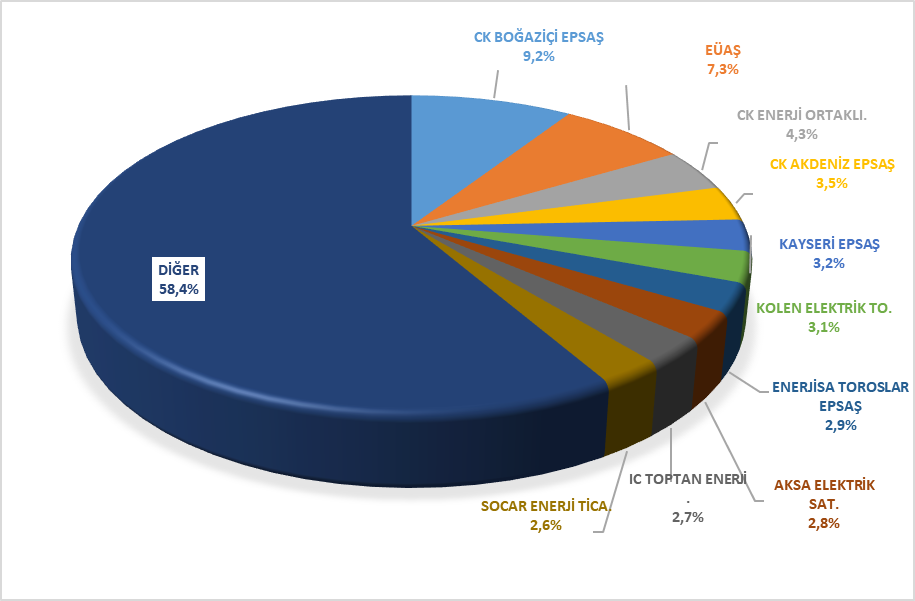 CK BOĞAZİÇİ EPSAŞ
9,2%
EÜAŞ
7,3%
CK ENERJİ ORTAKLI.
4,3%
CK AKDENİZ EPSAŞ
3,5%
KAYSERİ EPSAŞ
3,2%
KOLEN ELEKTRİK TO.
3,1%
ENERJİSA TOROSLAR
EPSAŞ
2,9%
AKSA ELEKTRİK
SAT.
2,8%
IC TOPTAN ENERJİ
.
2,7%
SOCAR ENERJİ TİCA.
2,6%
DİĞER
58,4%